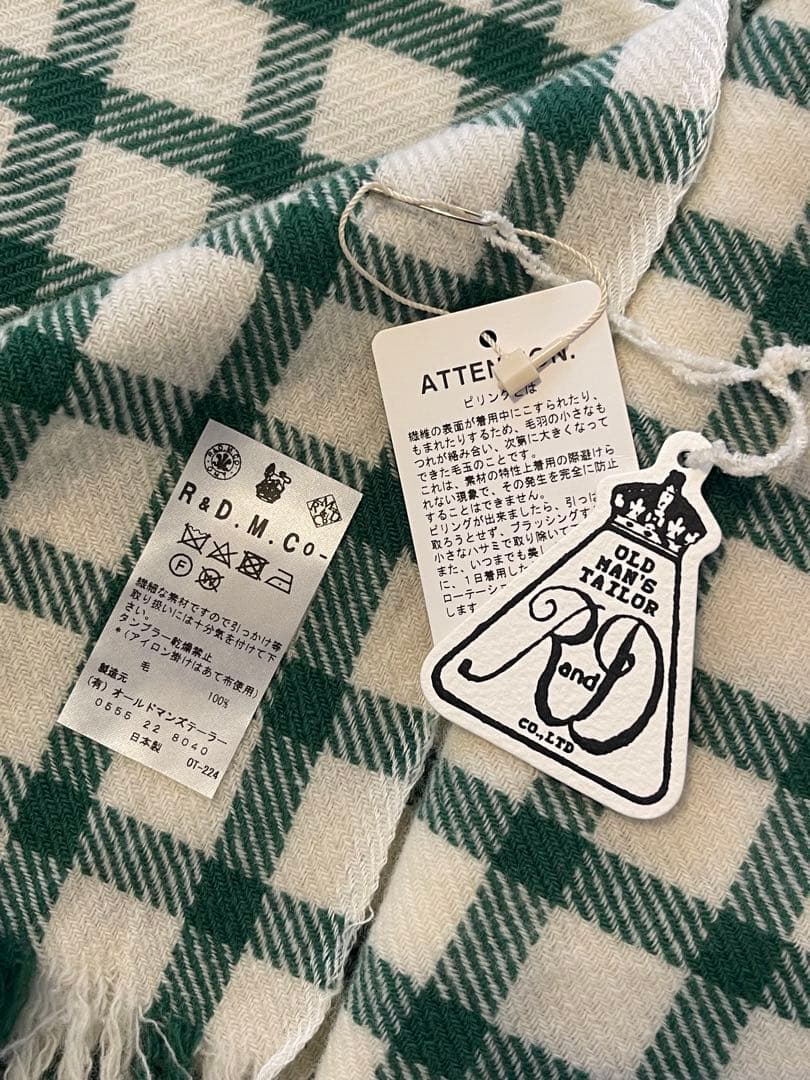 R & D . M . C o -
F
繊細な素材ですので引っかけ等
取り扱いには十分気を付けて下
さい。
タンブラー乾燥禁止
*(アイロン掛けはあて布使用)
毛 100%
製造元
(有) オールドマンズテーラー
0555 22 8040
日本製
OT-224
ピリングとは
繊維の表面が着用中にこすられたり、
もまれたりするため、毛羽の小さなも
つれが絡み合い、次第に大きくなって
できた毛玉のことです。
これは、素材の特性上着用の際避けら
れない現象で、その発生を完全に防止
することはできません。
ピリングが出来ましたら、引っぱ
取ろうとせず、ブラッシングす
小さなハサミで取り除いて
また、いつまでも美
に、1日着用した
ローテーショ
します
OLD
MAN'S
TAILOR
R and D
CO.,LTD